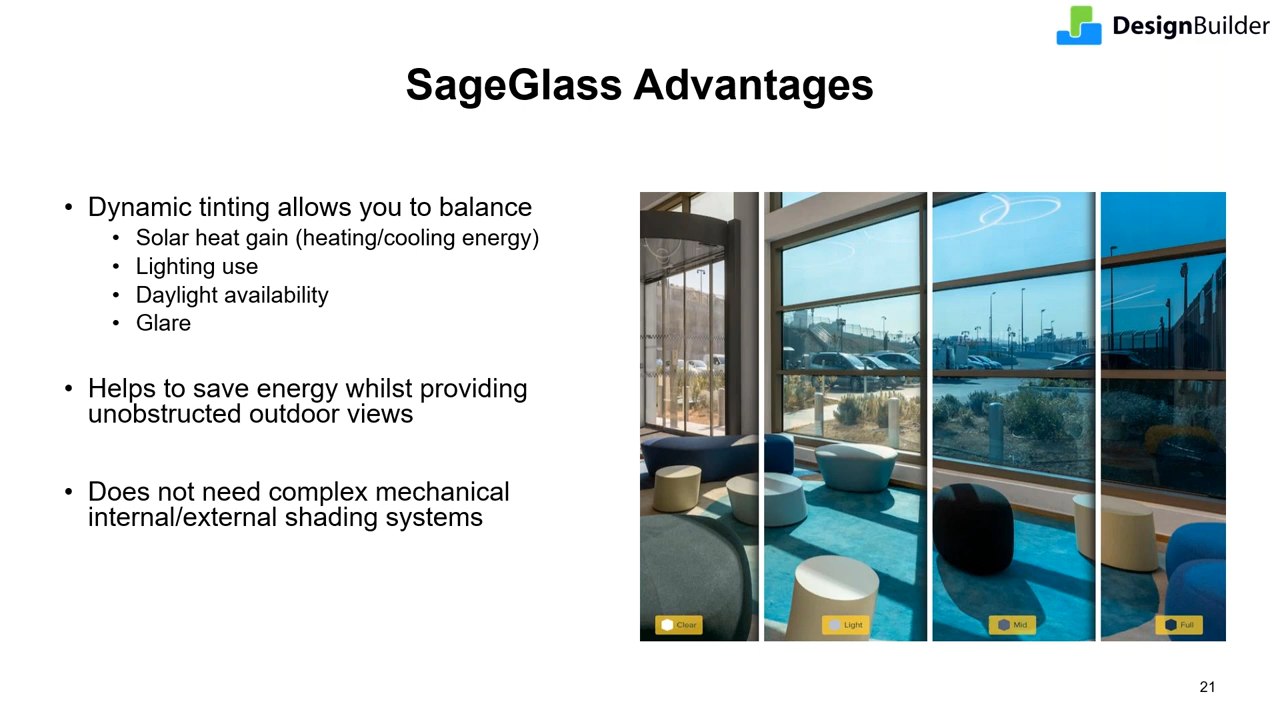 DesignBuilder
SageGlass Advantages
• Dynamic tinting allows you to balance
• Solar heat gain (heating/cooling energy)
• Lighting use
• Daylight availability
• Glare
• Helps to save energy whilst providing
unobstructed outdoor views
• Does not need complex mechanical
internal/external shading systems
Clear
Light
Mid
Full
21